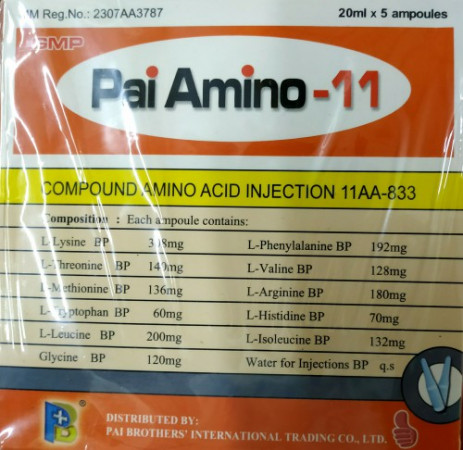 M Reg.No.: 2307AA3787
20ml x 5 ampoules
GMP
Pai Amino-11
COMPOUND AMINO ACID INJECTION 11AA-833
Composition : Each ampoule contains:
L-Lysine BP
L-Phenylalanine BP 192mg
L-Threonine BP 140mg
L-Valine BP 128mg
L-Methionine BP 136mg
L-Arginine BP 180mg
L-Tryptophan BP 60mg
L-Histidine BP 70mg
L-Leucine BP 200mg
L-Isoleucine BP 132mg
Glycine BP 120mg
Water for Injections BP q.s
DISTRIBUTED BY:
PAI BROTHERS' INTERNATIONAL TRADING CO., LTD.